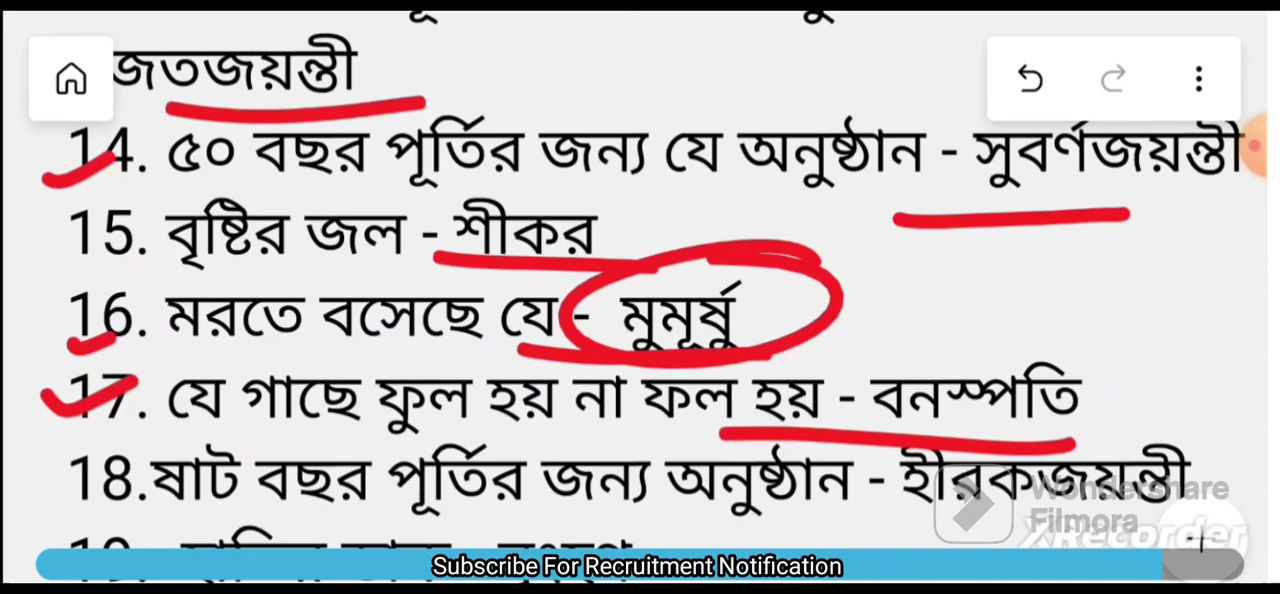 জতজয়ন্তী
14. ৫০ বছর পূর্তির জন্য যে অনুষ্ঠান - সুবর্ণজয়ন্তী
15. বৃষ্টির জল - শীকর
16. মরতে বসেছে যে - মুমূর্ষু
17. যে গাছে ফুল হয় না ফল হয় - বনস্পতি
18.ষাট বছর পূর্তির জন্য অনুষ্ঠান - হীরকজয়ন্তী
Wondershare
Filmora
XRecorder
Subscribe For Recruitment Notification